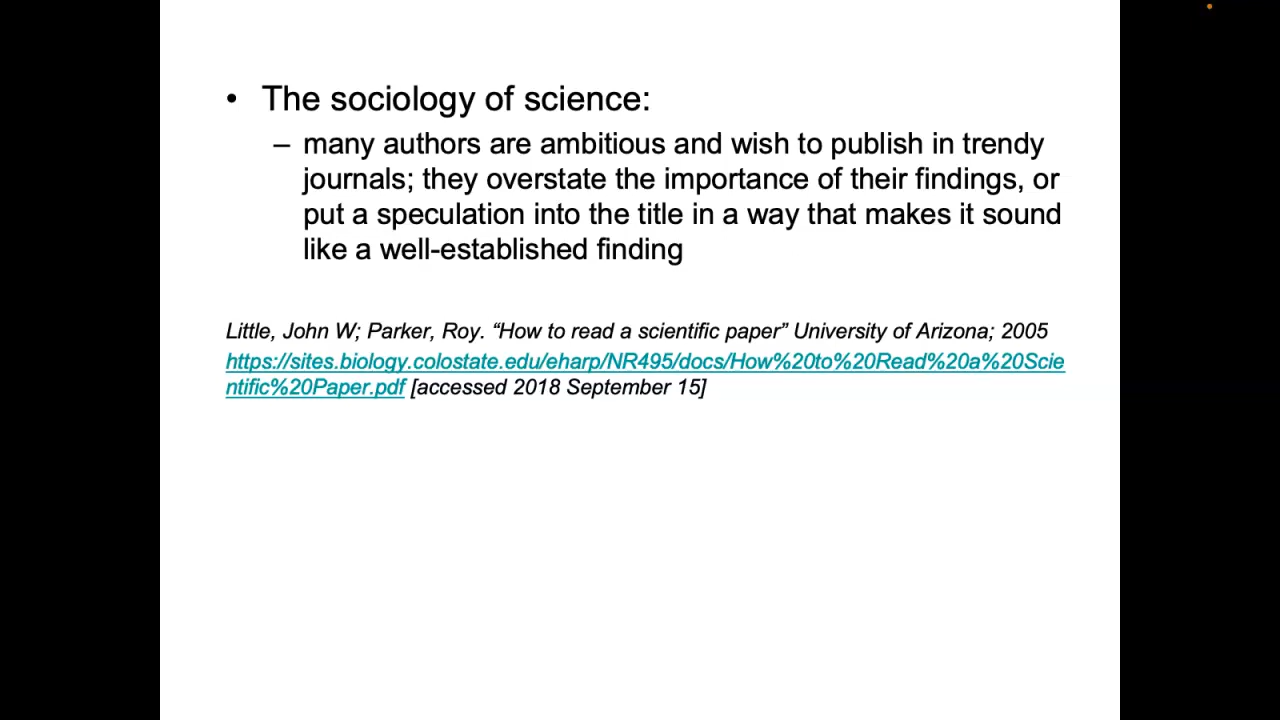 • The sociology of science:
– many authors are ambitious and wish to publish in trendy
journals; they overstate the importance of their findings, or
put a speculation into the title in a way that makes it sound
like a well-established finding
Little, John W; Parker, Roy. “How to read a scientific paper” University of Arizona; 2005
https://sites.biology.colostate.edu/eharp/NR495/docs/How%20to%20Read%20a%20Scie
ntific%20Paper.pdf [accessed 2018 September 15]